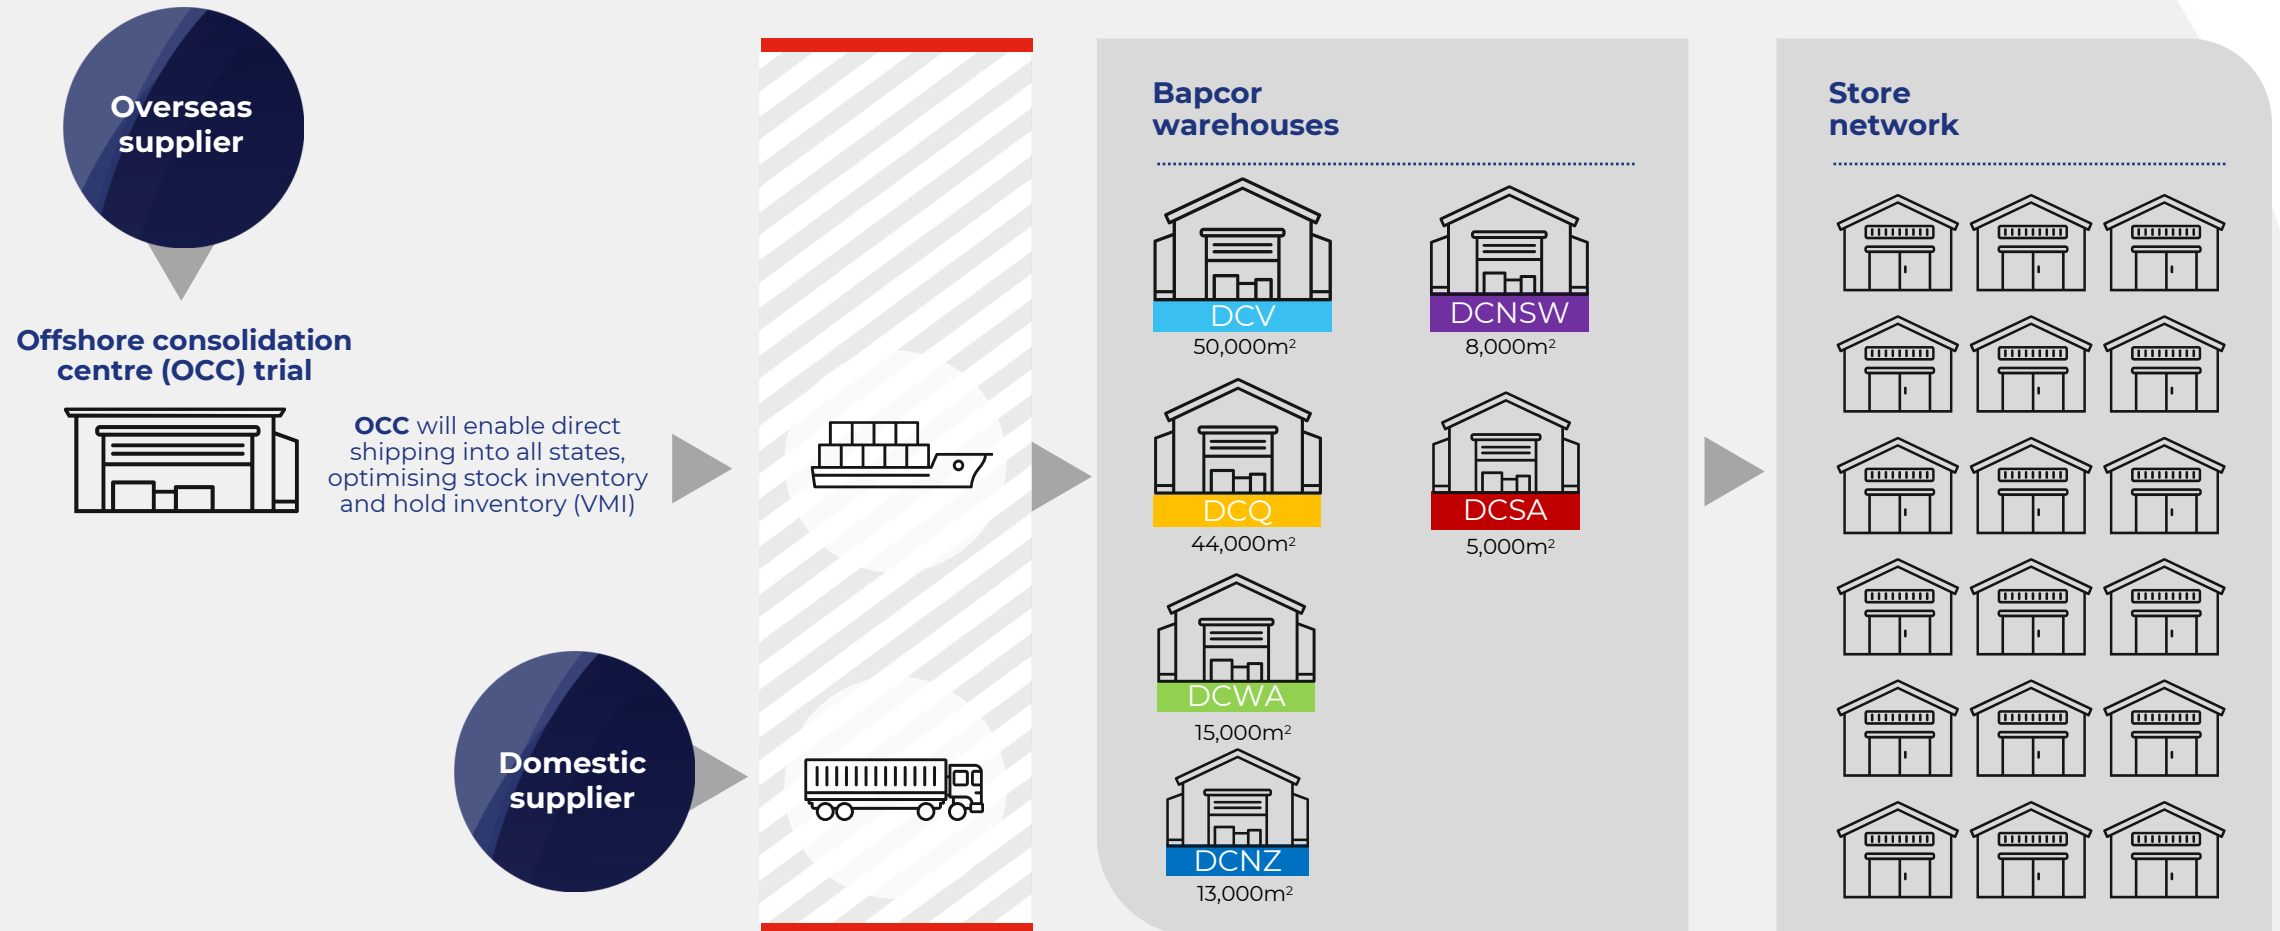 Overseas
supplier
Offshore consolidation
centre (OCC) trial
OCC will enable direct
shipping into all states,
optimising stock inventory
and hold inventory (VMI)
Domestic
supplier
Bapcor
warehouses
DCV
50,000m²
DCNSW
8,000m²
DCQ
44,000m²
DCSA
5,000m²
DCWA
15,000m²
DCNZ
13,000m²
Store
network